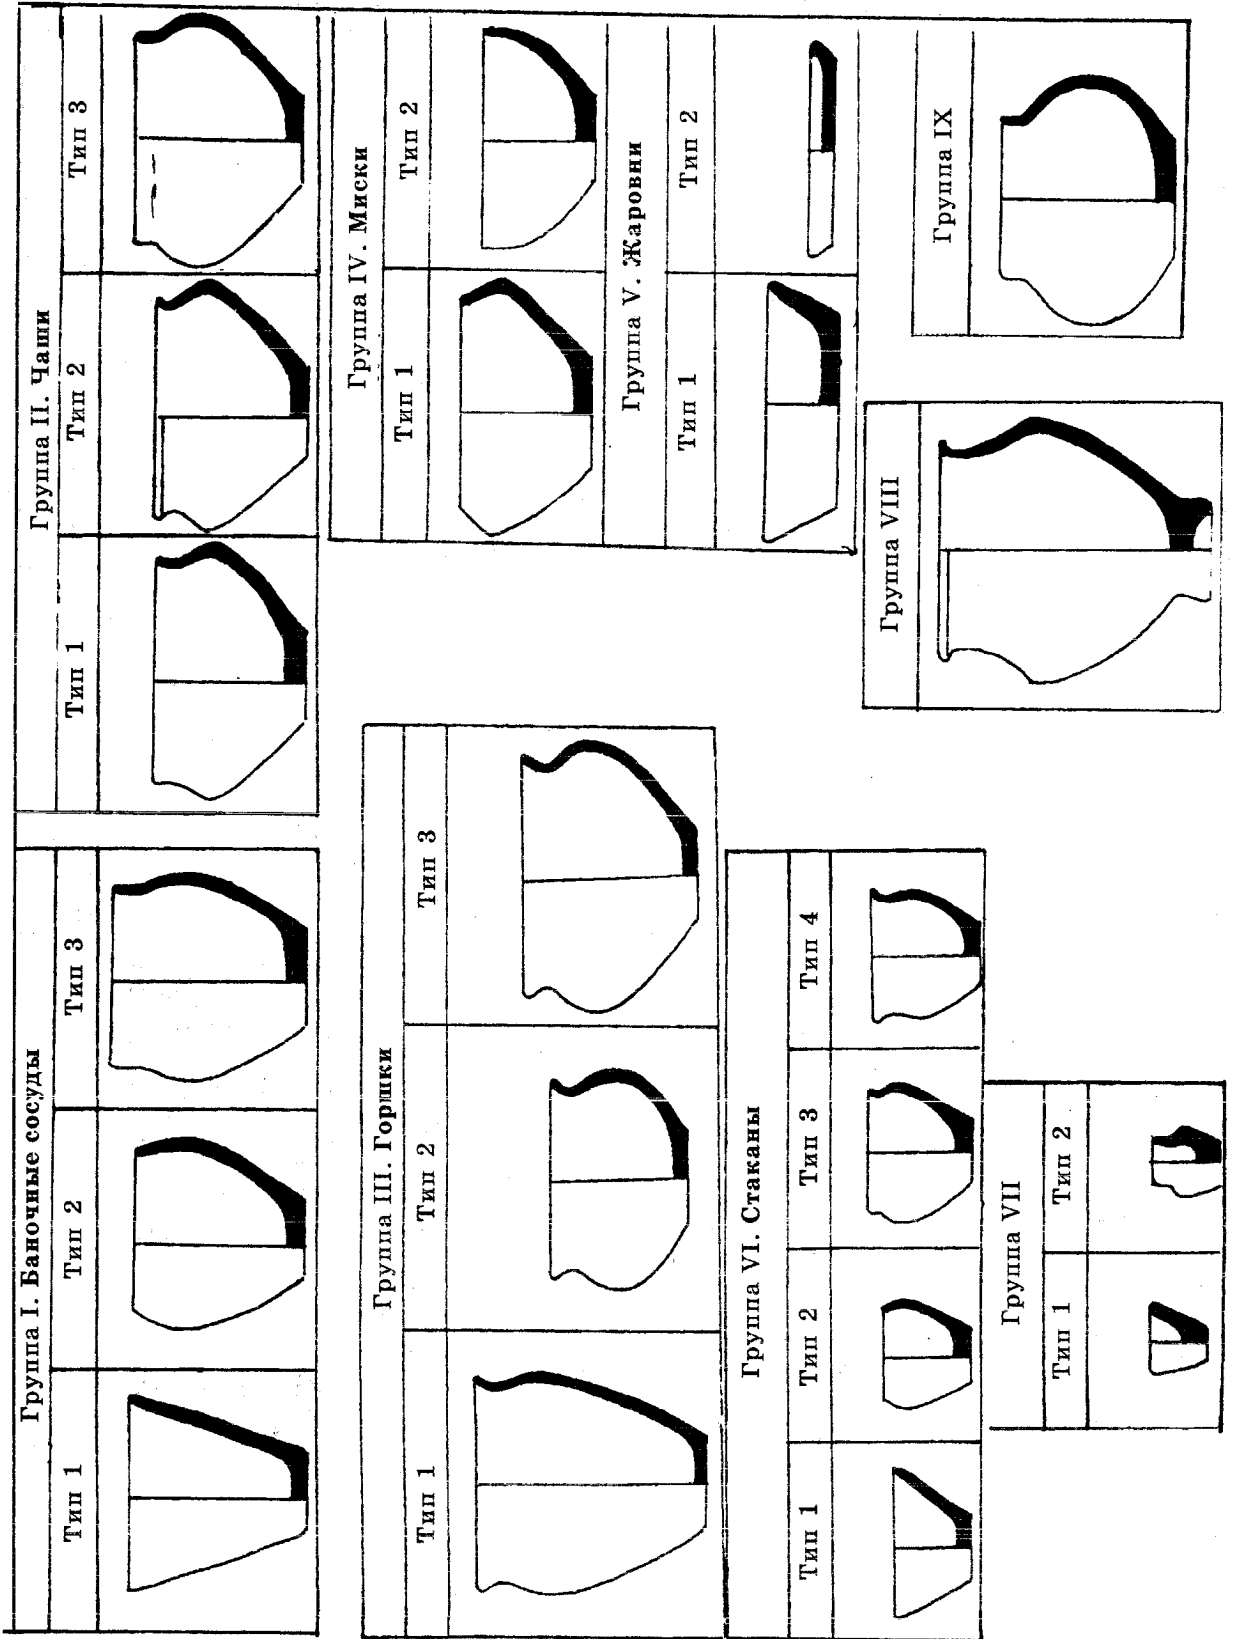 Группа I. Баночные сосуды
Тип 1
Тип 2
Тип 3
Группа II. Чаши
Тип 1
Тип 2
Тип 3
Группа III. Горшки
Тип 1
Тип 2
Тип 3
Группа IV. Миски
Тип 1
Тип 2
Группа V. Жаровни
Тип 1
Тип 2
Группа VI. Стаканы
Тип 1
Тип 2
Тип 3
Тип 4
Группа VII
Тип 1
Тип 2
Группа VIII
Группа IX